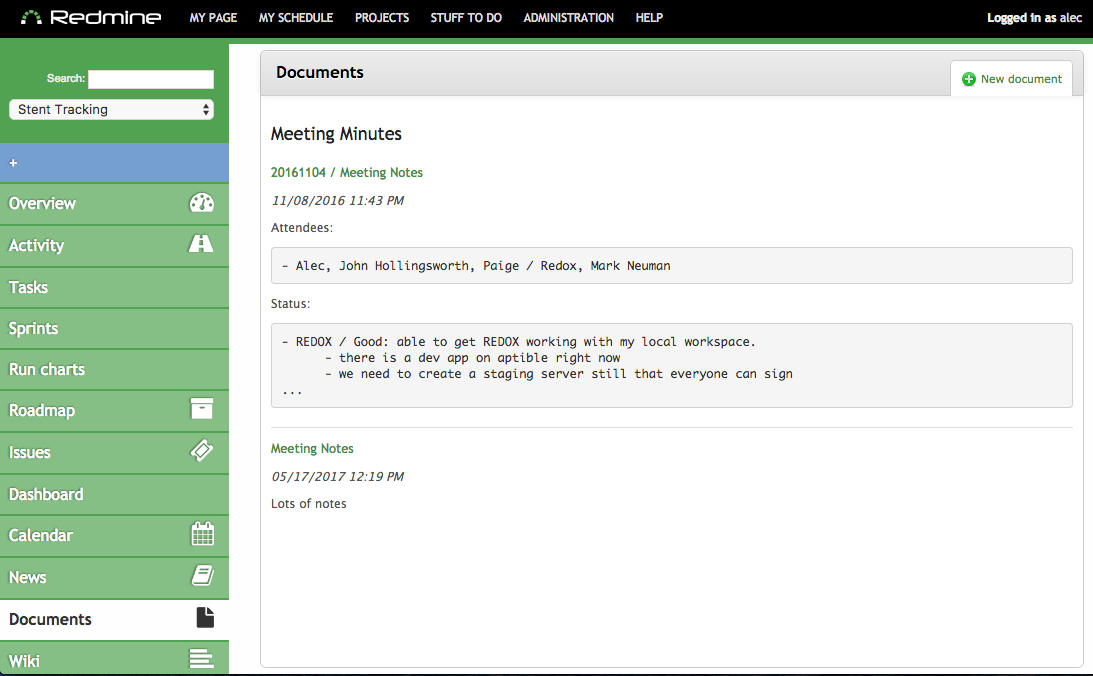 Redmine MY PAGE MY SCHEDULE PROJECTS STUFF TO DO ADMINISTRATION HELP Logged in as alec
Search:
Stent Tracking
+
Overview
Activity
Tasks
Sprints
Run charts
Roadmap
Issues
Dashboard
Calendar
News
Documents
Wiki
Documents
New document
Meeting Minutes
20161104 / Meeting Notes
11/08/2016 11:43 PM
Attendees:
- Alec, John Hollingsworth, Paige / Redox, Mark Neuman
Status:
- REDOX / Good: able to get REDOX working with my local workspace.
- there is a dev app on aptible right now
- we need to create a staging server still that everyone can sign
...
Meeting Notes
05/17/2017 12:19 PM
Lots of notes